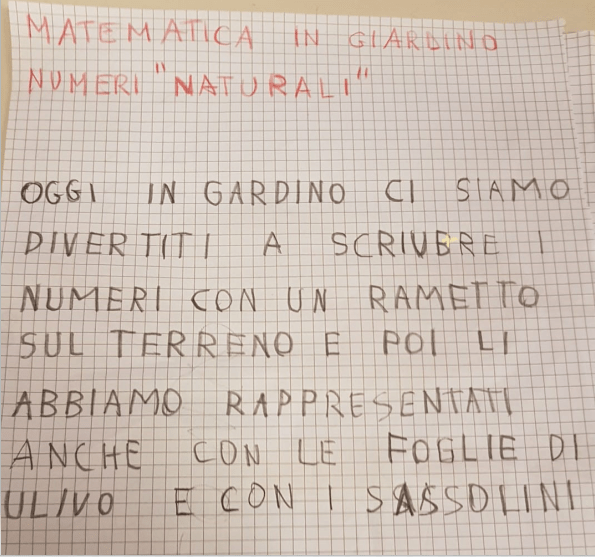 MATEMATICA IN GIARDINO
NUMERI "NATURALI"
OGGI IN GARDINO CI SIAMO
DIVERTITI A SCRIVERE I
NUMERI CON UN RAMETTO
SUL TERRENO E POI LI
ABBIAMO RAPPRESENTATI
ANCHE CON LE FOGLIE DI
ULIVO E CON I SASSOLINI